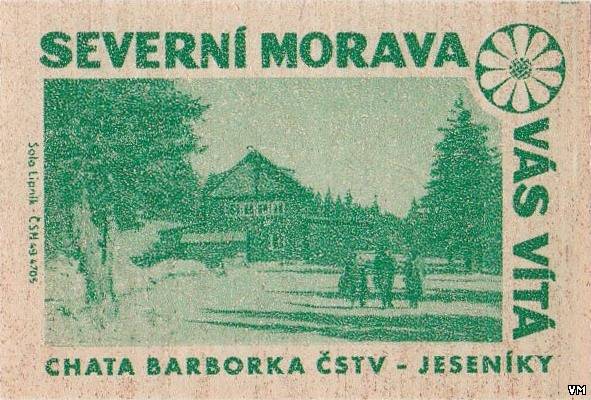 SEVERNÍ MORAVA
VÁS VÍTÁ
Solo Lipník - ČSN 49 4705
CHATA BARBORKA ČSTV - JESENÍKY
VM